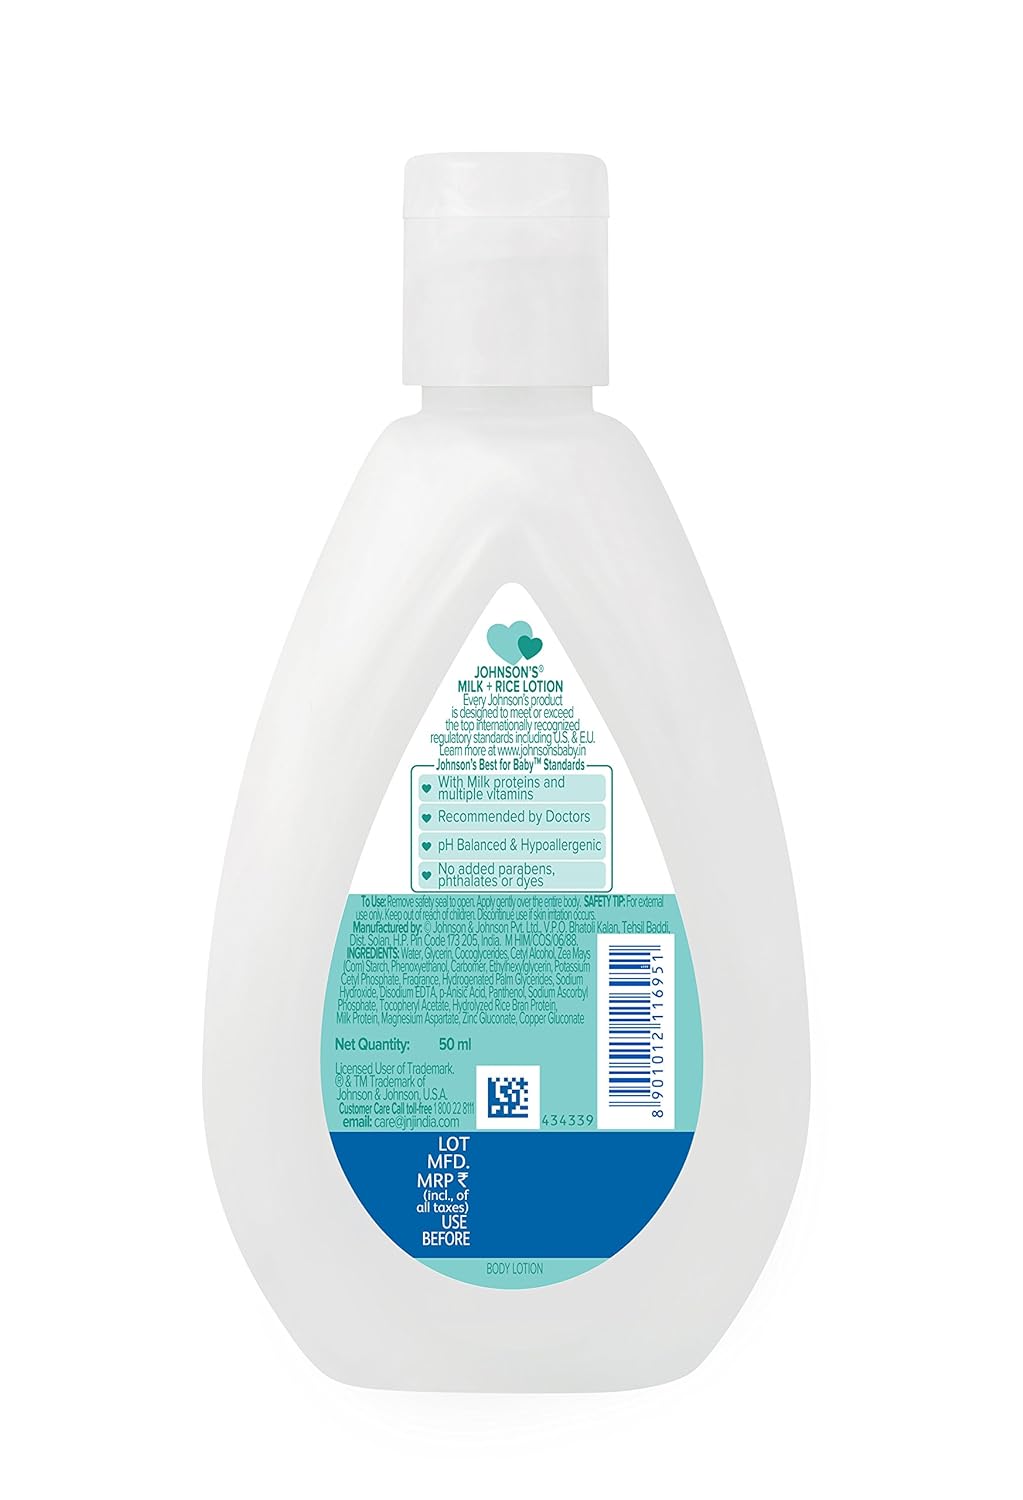 JOHNSON'S®
MILK + RICE LOTION
Every Johnson's product
is designed to meet or exceed
the top internationally recognized
regulatory standards including U.S. & E.U.
Learn more at www.johnsonsbaby.in
Johnson's Best for Baby™ Standards
With Milk proteins and
multiple vitamins
Recommended by Doctors
pH Balanced & Hypoallergenic
No added parabens,
phthalates or dyes
To Use: Remove safety seal to open. Apply gently over the entire body. SAFETY TIP: For external
use only. Keep out of reach of children. Discontinue use if skin irritation occurs.
Manufactured by: © Johnson & Johnson Pvt. Ltd., V.P.O. Bhatoli Kalan, Tehsil Baddi,
Dist. Solan, H.P. Pin Code 173 205, India. M HIM/COS/06/88.
INGREDIENTS: Water, Glycerin, Cocoglycerides, Cetyl Alcohol, Zea Mays
(Corn) Starch, Phenoxyethanol, Carbomer, Ethylhexylglycerin, Potassium
Cetyl Phosphate, Fragrance, Hydrogenated Palm Glycerides, Sodium
Hydroxide, Disodium EDTA, p-Anisic Acid, Panthenol, Sodium Ascorbyl
Phosphate, Tocopheryl Acetate, Hydrolyzed Rice Bran Protein,
Milk Protein, Magnesium Aspartate, Zinc Gluconate, Copper Gluconate
Net Quantity: 50 ml
Licensed User of Trademark.
® & TM Trademark of
Johnson & Johnson, U.S.A.
Customer Care Call toll-free 1 800 22 8111
email: care@jnjindia.com
434339
8 901012 116951
LOT
MFD.
MRP ₹
(incl., of
all taxes)
USE
BEFORE
BODY LOTION